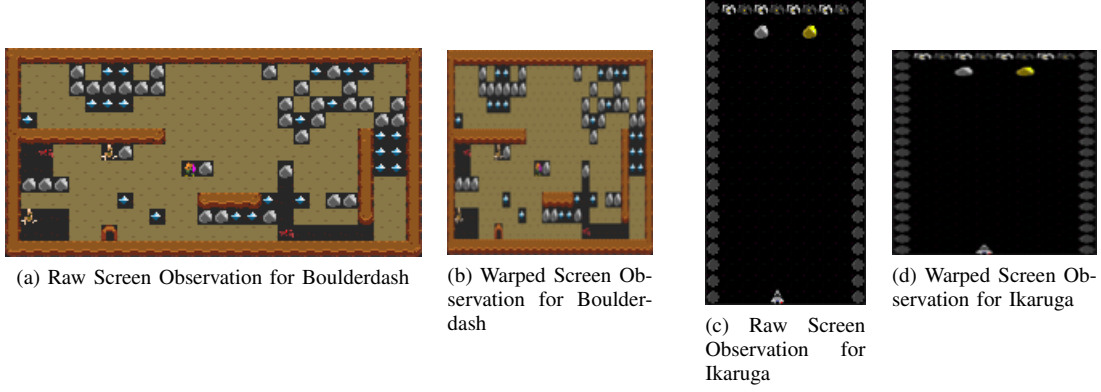 (a) Raw Screen Observation for Boulderdash
(b) Warped Screen Ob-
servation for Boulder-
dash
(c) Raw Screen
Observation for
Ikaruga
(d) Warped Screen Ob-
servation for Ikaruga